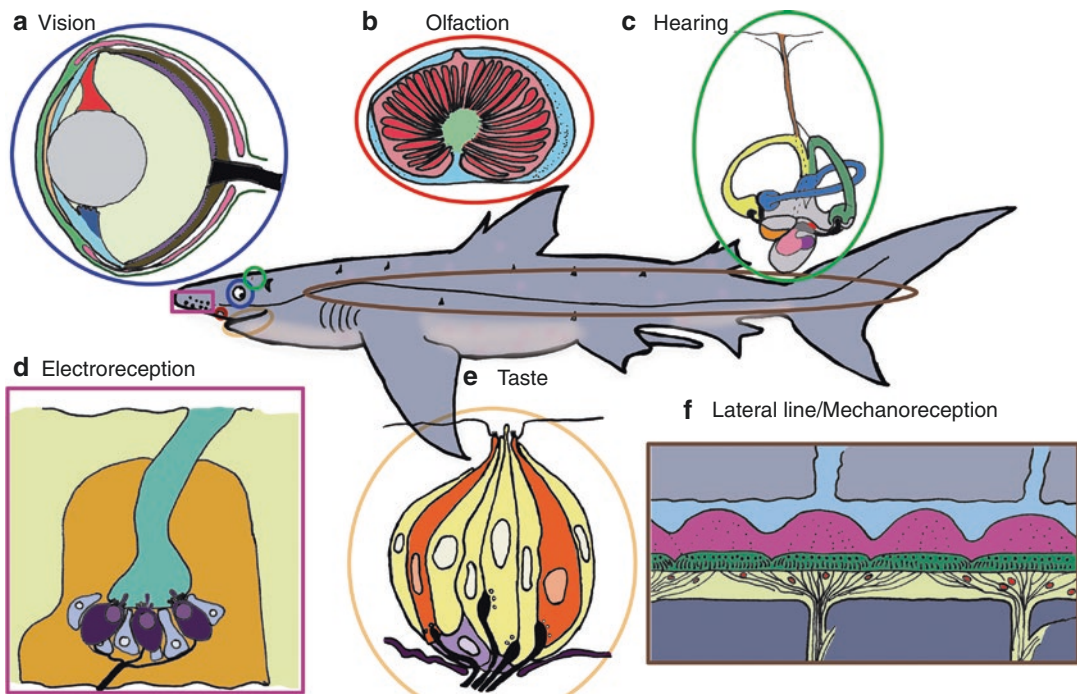 a Vision
b Olfaction
c Hearing
d Electroreception
e Taste
f Lateral line/Mechanoreception